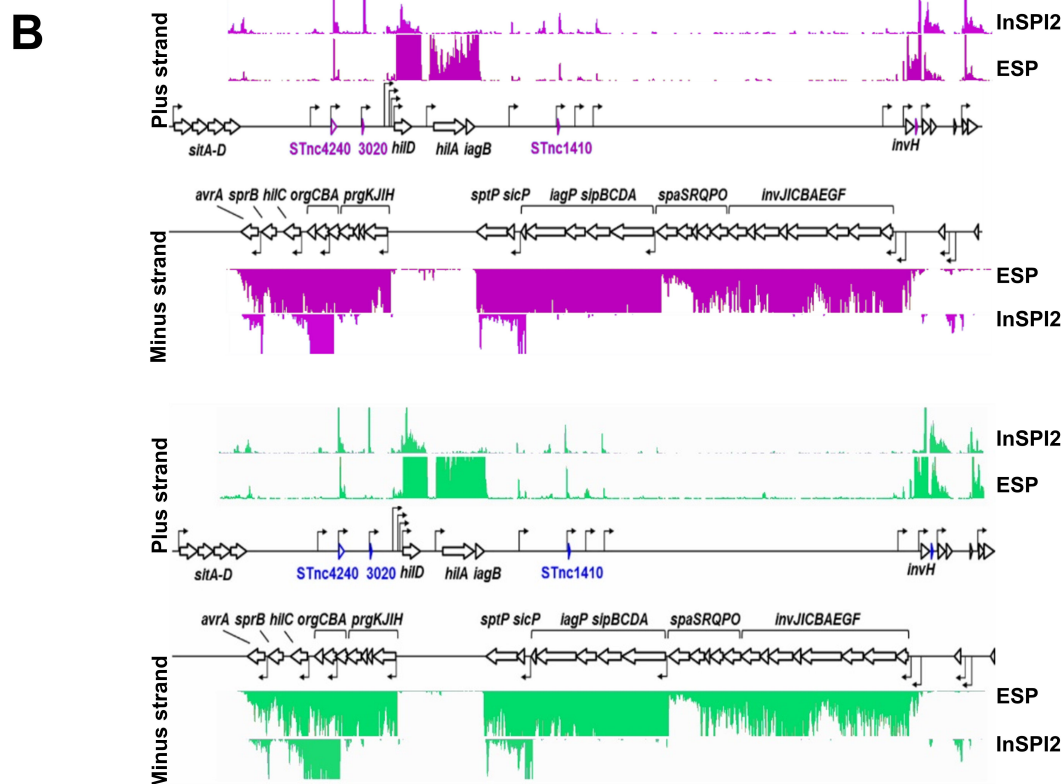 B
Plus strand
InSPI2
ESP
sitA-D
STnc4240 3020 hilD hilA iagB STnc1410 invH
avrA sprB hilC orgCBA prgKJIH sptP sicP iagP sipBCDA spaSRQPO invJICBAEGF
Minus strand
ESP
InSPI2
Plus strand
InSPI2
ESP
sitA-D STnc4240 3020 hilD hilA iagB STnc1410 invH
avrA sprB hilC orgCBA prgKJIH sptP sicP iagP sipBCDA spaSRQPO invJICBAEGF
Minus strand
ESP
InSPI2